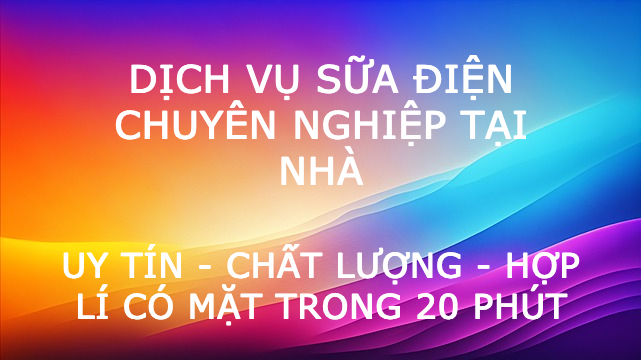 DỊCH VỤ SỮA ĐIỆN
CHUYÊN NGHIỆP TẠI
NHÀ
UY TÍN - CHẤT LƯỢNG - HỢP
LÍ CÓ MẶT TRONG 20 PHÚT